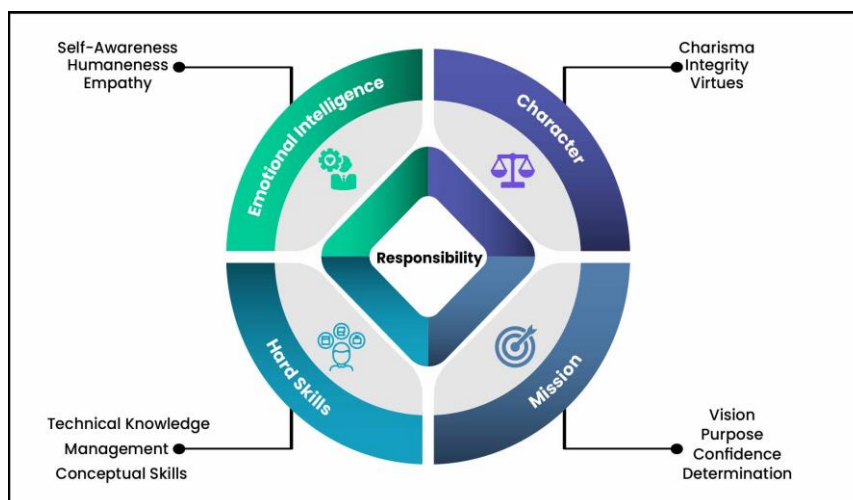 Self-Awareness
Humaneness
Empathy
Charisma
Integrity
Virtues
Emotional Intelligence
Character
Responsibility
Hard Skills
Mission
Technical Knowledge
Management
Conceptual Skills
Vision
Purpose
Confidence
Determination